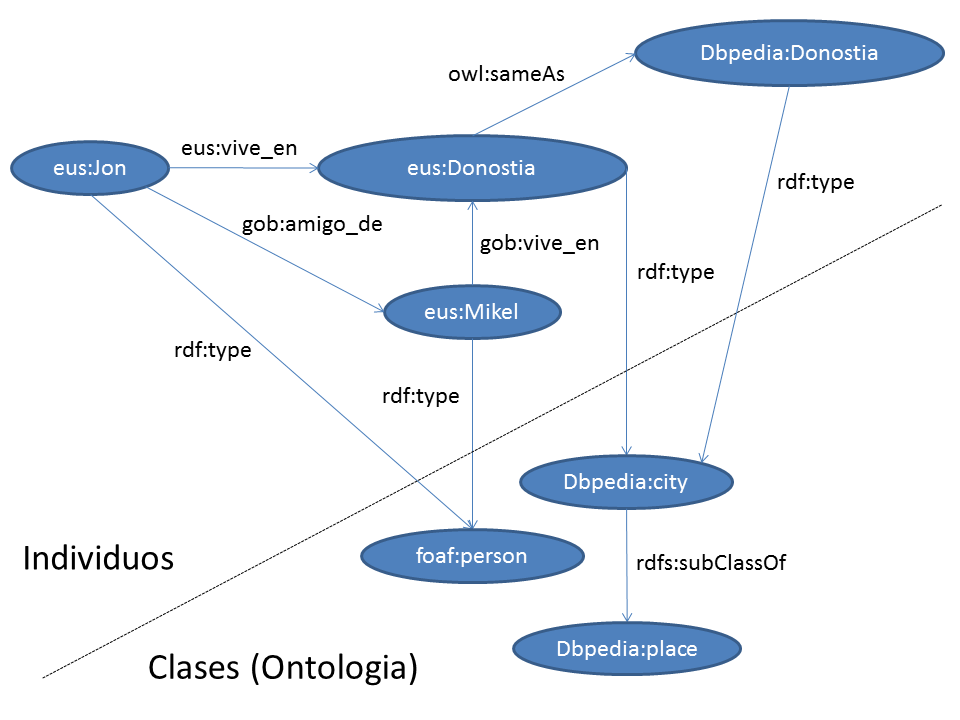 Dbpedia:Donostia
owl:sameAs
eus:vive_en
eus:Jon
eus:Donostia
rdf:type
gob:amigo_de
gob:vive_en
rdf:type
eus:Mikel
rdf:type
rdf:type
Dbpedia:city
Individuos
foaf:person
rdfs:subClassOf
Dbpedia:place
Clases (Ontologia)